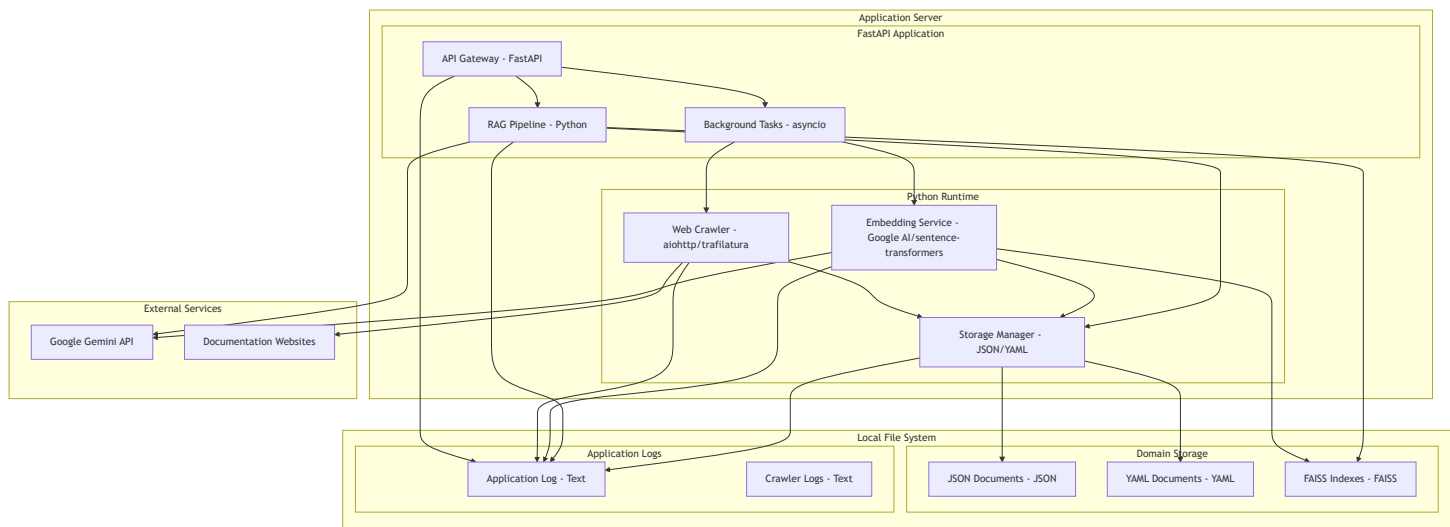 Application Server
FastAPI Application
API Gateway - FastAPI
RAG Pipeline - Python
Background Tasks - asyncio
Python Runtime
Web Crawler -
aiohttp/trafilatura
Embedding Service -
Google AI/sentence-
transformers
External Services
Google Gemini API
Documentation Websites
Storage Manager -
JSON/YAML
Local File System
Application Logs
Application Log - Text
Crawler Logs - Text
Domain Storage
JSON Documents - JSON
YAML Documents - YAML
FAISS Indexes - FAISS